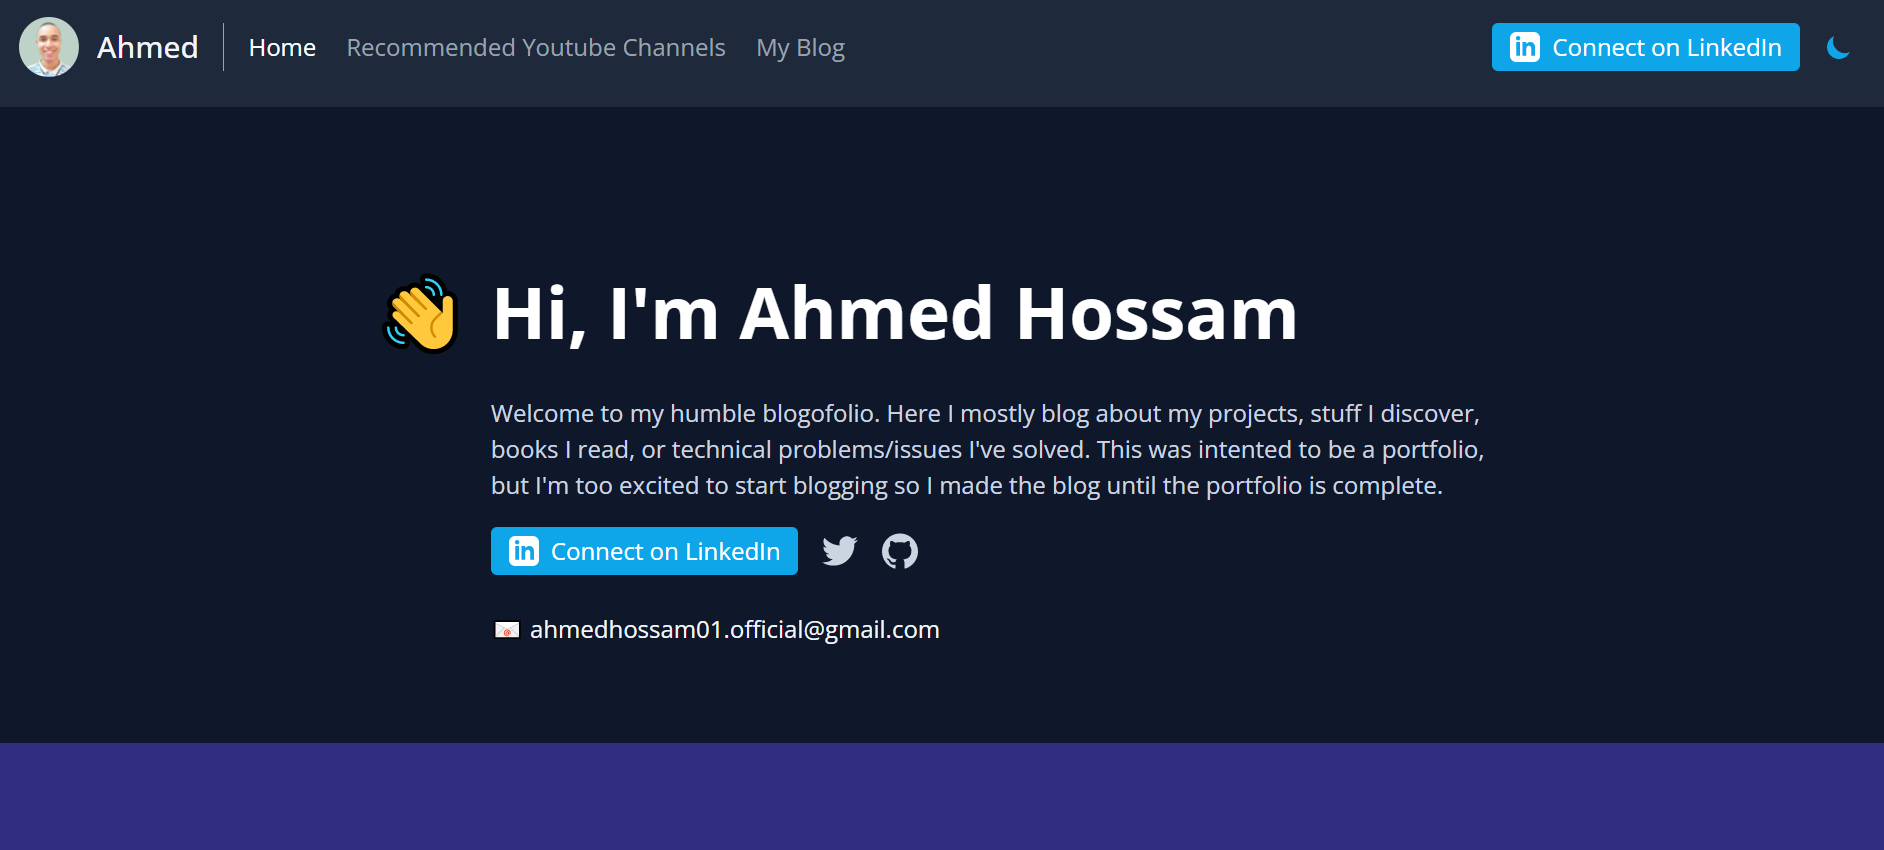 Ahmed
Home
Recommended Youtube Channels
My Blog
in Connect on LinkedIn
Hi, I'm Ahmed Hossam
Welcome to my humble blogofolio. Here I mostly blog about my projects, stuff I discover,
books I read, or technical problems/issues I've solved. This was intented to be a portfolio,
but I'm too excited to start blogging so I made the blog until the portfolio is complete.
in Connect on LinkedIn
ahmedhossam01.official@gmail.com